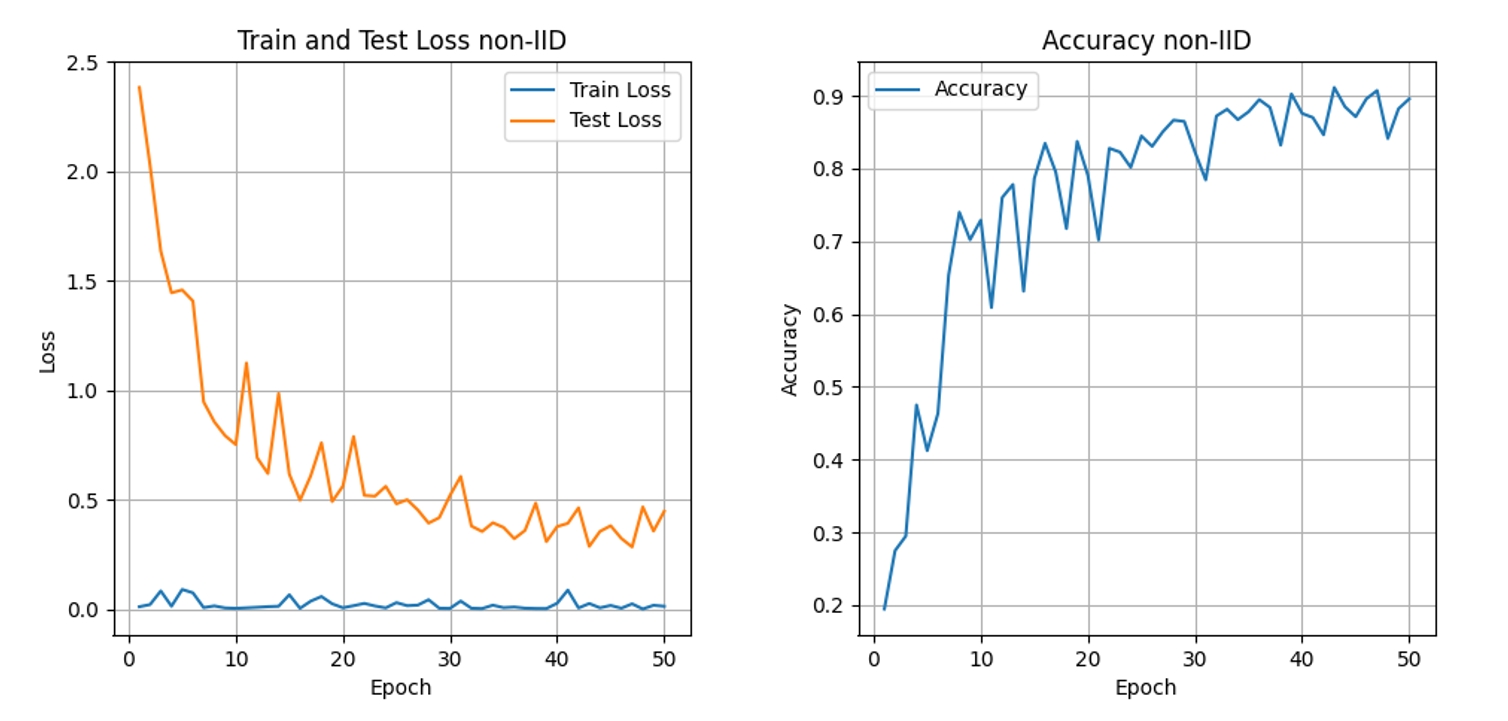 Train and Test Loss non-IID
Train Loss
Test Loss
2.5
2.0
1.5
1.0
0.5
0.0
Loss
0 10 20 30 40 50
Epoch
Accuracy non-IID
Accuracy
0.9
0.8
0.7
0.6
0.5
0.4
0.3
0.2
Accuracy
0 10 20 30 40 50
Epoch